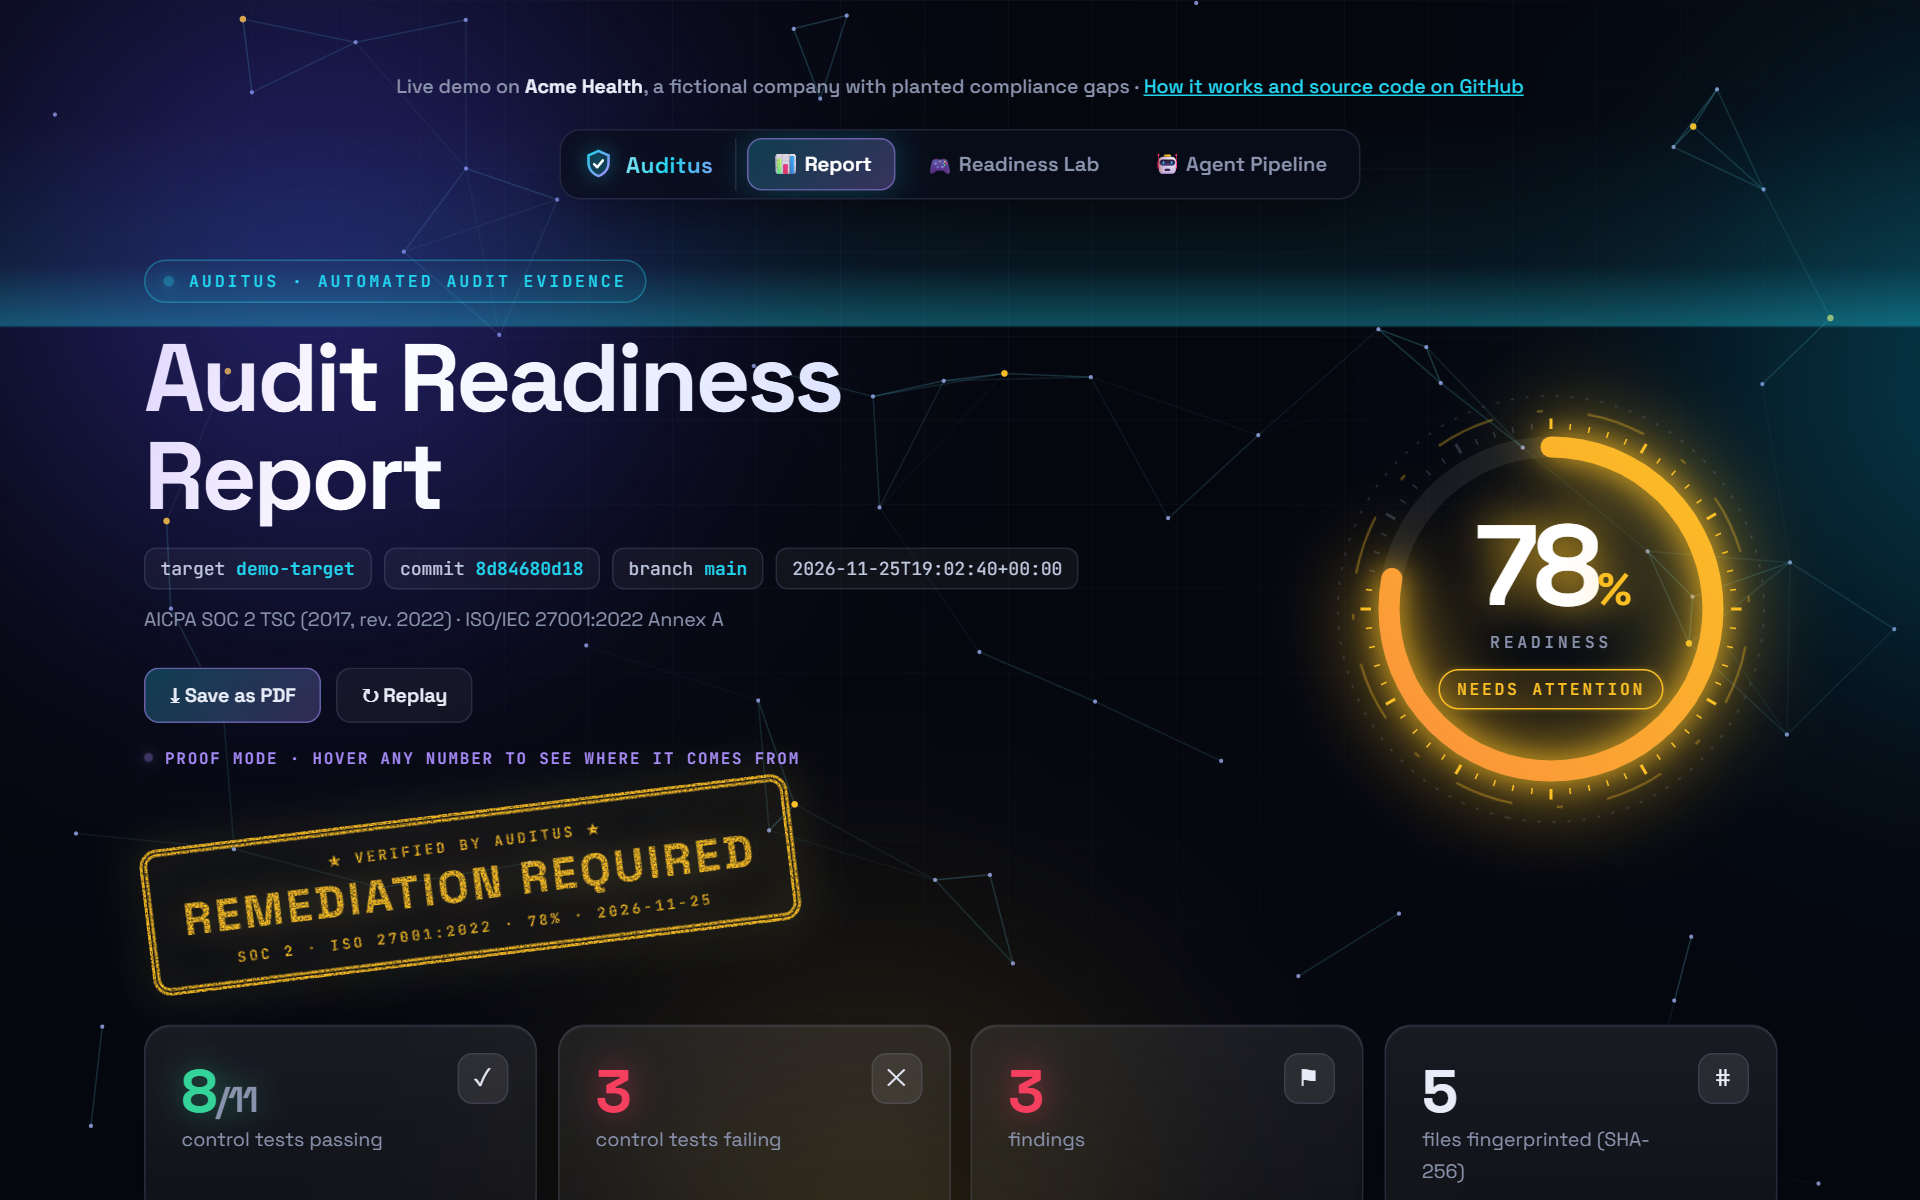 Live demo on Acme Health, a fictional company with planted compliance gaps · How it works and source code on GitHub
Auditus
Report
Readiness Lab
Agent Pipeline
AUDITUS · AUTOMATED AUDIT EVIDENCE
Audit Readiness
Report
target demo-target
commit 8d84680d18
branch main
2026-11-25T19:02:40+00:00
AICPA SOC 2 TSC (2017, rev. 2022) · ISO/IEC 27001:2022 Annex A
⤓ Save as PDF
↻ Replay
PROOF MODE · HOVER ANY NUMBER TO SEE WHERE IT COMES FROM
78%
READINESS
NEEDS ATTENTION
★ VERIFIED BY AUDITUS ★
REMEDIATION REQUIRED
SOC 2 · ISO 27001:2022 · 78% · 2026-11-25
8/11
control tests passing
3
control tests failing
3
findings
5
#
files fingerprinted (SHA-
256)